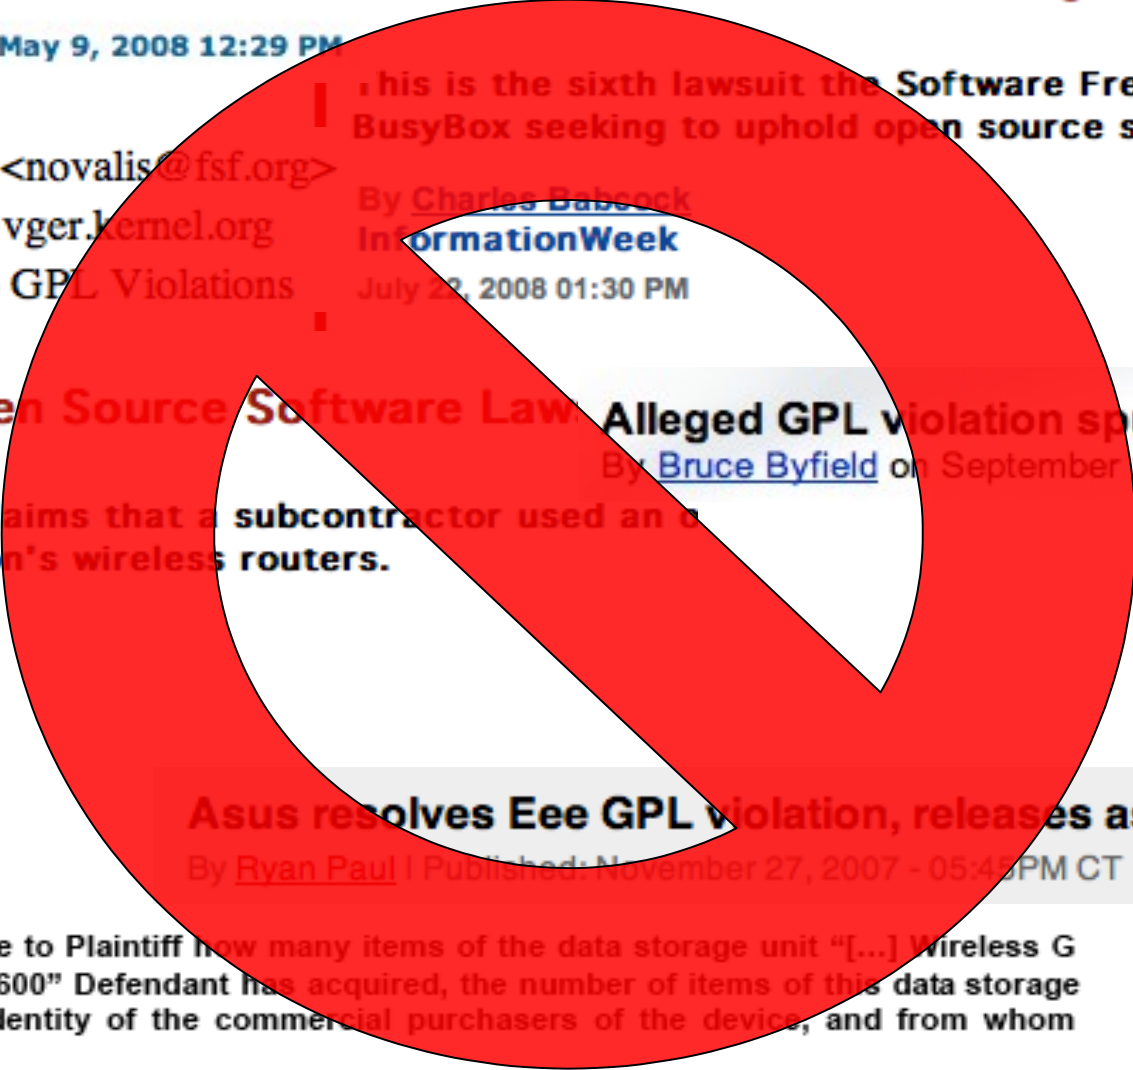 May 9, 2008 12:29 PM
his is the sixth lawsuit the Software Fre
BusyBox seeking to uphold open source s
<novalis@fsf.org>
By Charles Babcock
vger.kernel.org
InformationWeek
GPL Violations
July 22, 2008 01:30 PM
en Source Software Law
Alleged GPL violation sp
By Bruce Byfield on September
aims that a subcontractor used an o
n's wireless routers.
Asus resolves Eee GPL violation, releases as
By Ryan Paul | Published: November 27, 2007 - 05:45PM CT
e to Plaintiff how many items of the data storage unit “[...] Wireless G
600” Defendant has acquired, the number of items of this data storage
dentity of the commercial purchasers of the device, and from whom